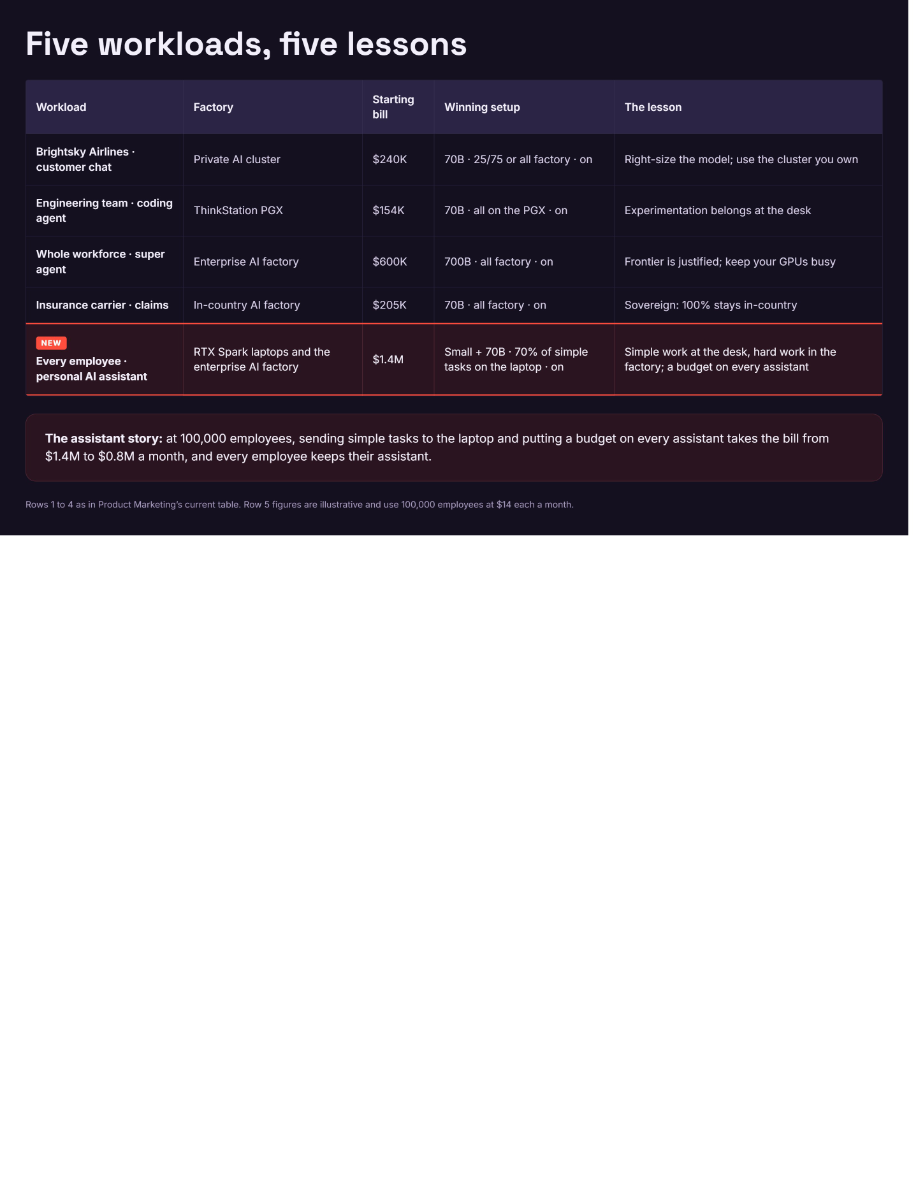 Five workloads, five lessons
Workload
Factory
Starting
bill
Winning setup
The lesson
Brightsky Airlines ·
customer chat
Private AI cluster
$240K
70B · 25/75 or all factory · on
Right-size the model; use the cluster you own
Engineering team · coding
agent
ThinkStation PGX
$154K
70B · all on the PGX · on
Experimentation belongs at the desk
Whole workforce · super
agent
Enterprise AI factory
$600K
700B · all factory · on
Frontier is justified; keep your GPUs busy
Insurance carrier · claims
In-country AI factory
$205K
70B · all factory · on
Sovereign: 100% stays in-country
NEW
Every employee ·
personal AI assistant
RTX Spark laptops and the
enterprise AI factory
$1.4M
Small + 70B · 70% of simple
tasks on the laptop · on
Simple work at the desk, hard work in the
factory; a budget on every assistant
The assistant story: at 100,000 employees, sending simple tasks to the laptop and putting a budget on every assistant takes the bill from
$1.4M to $0.8M a month, and every employee keeps their assistant.
Rows 1 to 4 as in Product Marketing's current table. Row 5 figures are illustrative and use 100,000 employees at $14 each a month.